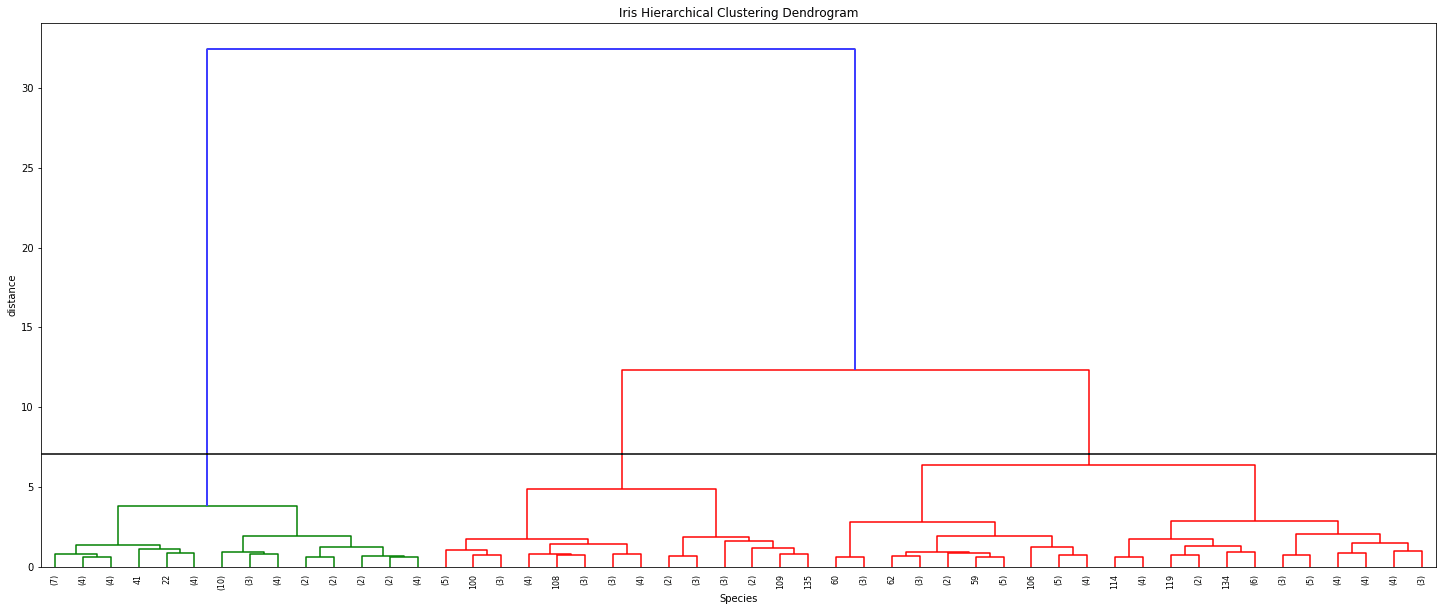 Iris Hierarchical Clustering Dendrogram
30
25
20
15
10
5
0
distance
(7) (4) (4) 41 22 (4) (10) (3) (4) (2) (2) (2) (2) (4) (5) 100 (3) (4) 108 (3) (3) (4) (2) (3) (3) (2) 109 135 60 (3) 62 (3) (2) 59 (5) 106 (5) (4) 114 (4) 119 (2) 134 (6) (3) (5) (4) (4) (4) (3)
Species